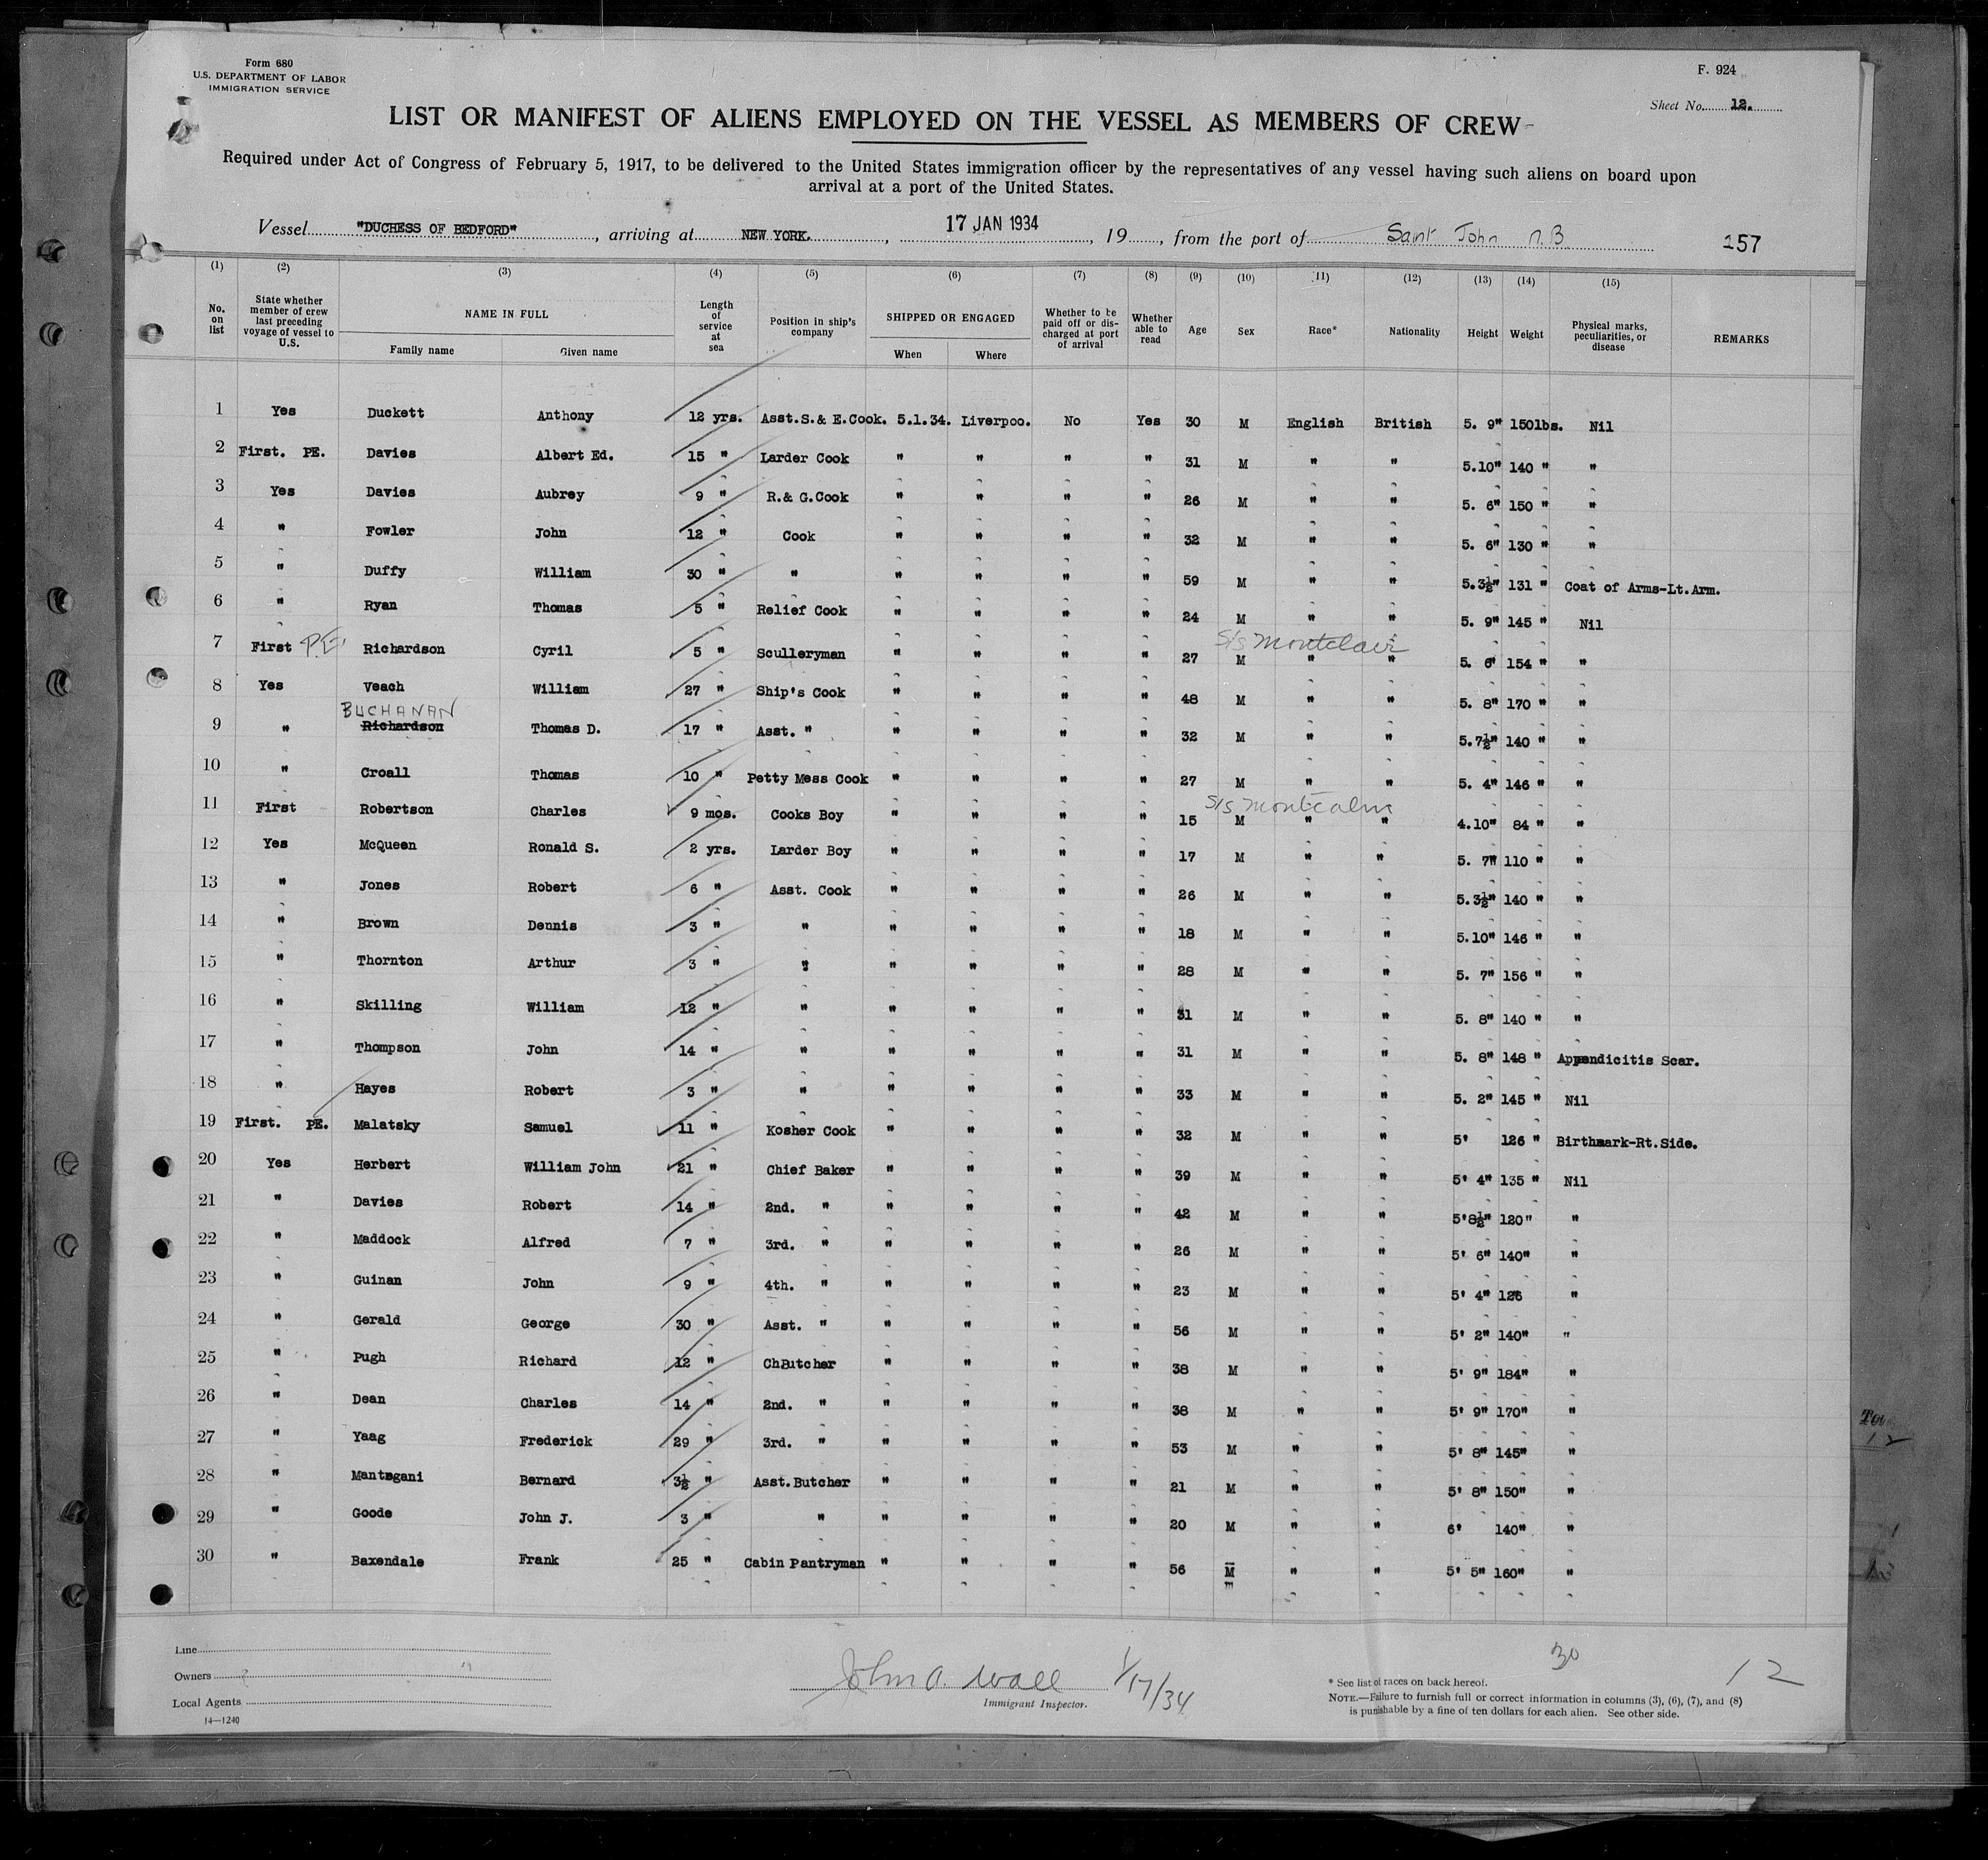 Form 680
U.S. DEPARTMENT OF LABOR
IMMIGRATION SERVICE
F. 924
Sheet No. 12.
LIST OR MANIFEST OF ALIENS EMPLOYED ON THE VESSEL AS MEMBERS OF CREW
Required under Act of Congress of February 5, 1917, to be delivered to the United States immigration officer by the representatives of any vessel having such aliens on board upon
arrival at a port of the United States.
Vessel "DUCHESS OF BEDFORD", arriving at NEW YORK., 17 JAN 1934, 19, from the port of Saint John N.B 157
(1) (2) (3) (4) (5) (6) (7) (8) (9) (10) (11) (12) (13) (14) (15)
No. on list State whether member of crew last preceding voyage of vessel to U.S. NAME IN FULL Family name Given name Length of service at sea Position in ship's company SHIPPED OR ENGAGED When Where Whether to be paid off or discharged at port of arrival Whether able to read Age Sex Race* Nationality Height Weight Physical marks, peculiarities, or disease REMARKS
1 Yes Duckett Anthony 12 yrs. Asst.S.& E.Cook. 5.1.34. Liverpoo. No Yes 30 M English British 5. 9" 150lbs. Nil
2 First. PE. Davies Albert Ed. 15 " Larder Cook " " " " 31 M " " 5.10" 140 " "
3 Yes Davies Aubrey 9 " R.& G.Cook " " " " 26 M " " 5. 6" 150 " "
4 " Fowler John 12 " Cook " " " " 32 M " " 5. 6" 130 " "
5 " Duffy William 30 " " " " " " 59 M " " 5.3½" 131 " Coat of Arms-Lt.Arm.
6 " Ryan Thomas 5 " Relief Cook " " " " 24 M " " 5. 9" 145 " Nil
S/S Montclair
7 First PE. Richardson Cyril 5 " Sculleryman " " " " 27 M " " 5. 6" 154 " "
8 Yes Veach William 27 " Ship's Cook " " " " 48 M " " 5. 8" 170 " "
BUCHANAN
9 " Richardson Thomas D. 17 " Asst. " " " " " 32 M " " 5.7½" 140 " "
10 " Croall Thomas 10 " Petty Mess Cook " " " " 27 M " " 5. 4" 146 " "
S/S Montcalm
11 First Robertson Charles 9 mos. Cooks Boy " " " " 15 M " " 4.10" 84 " "
12 Yes McQueen Ronald S. 2 yrs. Larder Boy " " " " 17 M " " 5. 7" 110 " "
13 " Jones Robert 6 " Asst. Cook " " " " 26 M " " 5.3½" 140 " "
14 " Brown Dennis 3 " " " " " " 18 M " " 5.10" 146 " "
15 " Thornton Arthur 3 " " " " " " 28 M " " 5. 7" 156 " "
16 " Skilling William 12 " " " " " " 31 M " " 5. 8" 140 " "
17 " Thompson John 14 " " " " " " 31 M " " 5. 8" 148 " Appendicitis Scar.
18 " Hayes Robert 3 " " " " " " 33 M " " 5. 2" 145 " Nil
19 First. PE. Malatsky Samuel 11 " Kosher Cook " " " " 32 M " " 5' 126 " Birthmark-Rt.Side.
20 Yes Herbert William John 21 " Chief Baker " " " " 39 M " " 5' 4" 135 " Nil
21 " Davies Robert 14 " 2nd. " " " " " 42 M " " 5'8½" 120" "
22 " Maddock Alfred 7 " 3rd. " " " " " 26 M " " 5' 6" 140" "
23 " Guinan John 9 " 4th. " " " " " 23 M " " 5' 4" 126 "
24 " Gerald George 30 " Asst. " " " " " 56 M " " 5' 2" 140" "
25 " Pugh Richard 12 " ChButcher " " " " 38 M " " 5' 9" 184" "
26 " Dean Charles 14 " 2nd. " " " " " 38 M " " 5' 9" 170" "
27 " Yaag Frederick 29 " 3rd. " " " " " 53 M " " 5' 8" 145" "
28 " Mantegani Bernard 3½ " Asst.Butcher " " " " 21 M " " 5' 8" 150" "
29 " Goode John J. 3 " " " " " " 20 M " " 6' 140" "
30 " Baxendale Frank 25 " Cabin Pantryman " " " " 56 M " " 5' 5" 160" "
Line
Owners
Local Agents
14—1240
John A. Wall 1/17/34
Immigrant Inspector.
30
12
* See list of races on back hereof.
NOTE.—Failure to furnish full or correct information in columns (3), (6), (7), and (8)
is punishable by a fine of ten dollars for each alien. See other side.